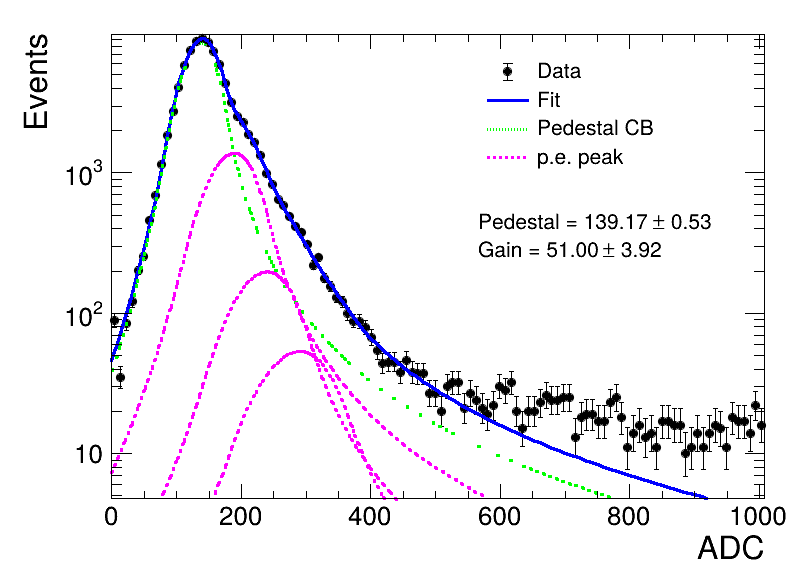 Events
10³
10²
10
Data
Fit
Pedestal CB
p.e. peak
Pedestal = 139.17 ± 0.53
Gain = 51.00 ± 3.92
0 200 400 600 800 1000
ADC